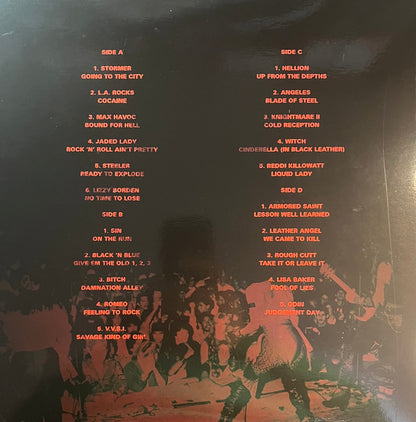 SIDE A
1. STORMER
GOING TO THE CITY
2. L.A. ROCKS
COCAINE
3. MAX HAVOC
BOUND FOR HELL
4. JADED LADY
ROCK 'N' ROLL AIN'T PRETTY
5. STEELER
READY TO EXPLODE
6. LIZZY BORDEN
NO TIME TO LOSE
SIDE B
1. SIN
ON THE RUN
2. BLACK 'N BLUE
GIVE EM THE OLD 1, 2, 3
3. BITCH
DAMNATION ALLEY
4. ROMEO
FEELING TO ROCK
5. V.V.S.I.
SAVAGE KIND OF GIRL
SIDE C
1. HELLION
UP FROM THE DEPTHS
2. ANGELES
BLADE OF STEEL
3. KNIGHTMARE II
COLD RECEPTION
4. WITCH
CINDERELLA (IN BLACK LEATHER)
5. REDDI KILOWATT
LIQUID LADY
SIDE D
1. ARMORED SAINT
LESSON WELL LEARNED
2. LEATHER ANGEL
WE CAME TO KILL
3. ROUGH CUTT
TAKE IT OR LEAVE IT
4. LISA BAKER
FOOL OF LIES
5. ODIN
JUDGEMENT DAY